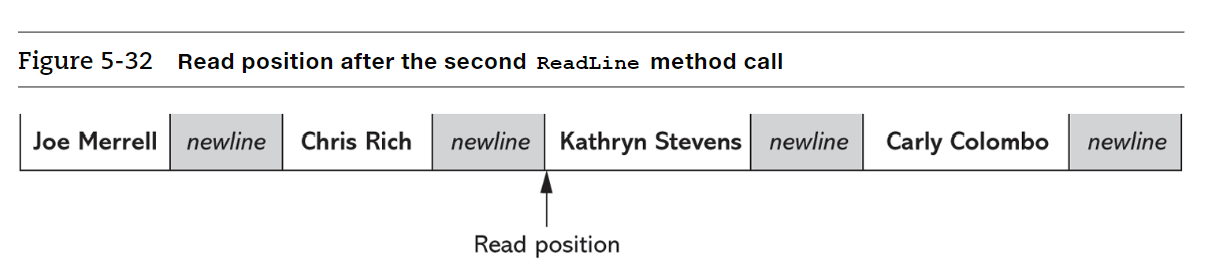 Figure 5-32 Read position after the second ReadLine method call
Joe Merrell newline Chris Rich newline Kathryn Stevens newline Carly Colombo newline
Read position